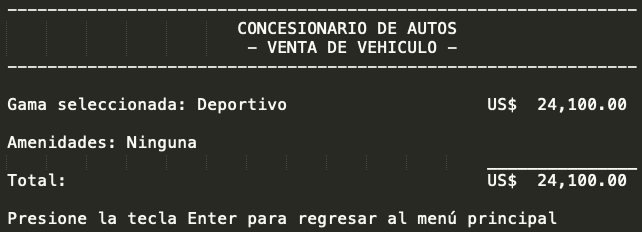 ---------------------------------------------------------------
CONCESIONARIO DE AUTOS
- VENTA DE VEHICULO -
---------------------------------------------------------------
Gama seleccionada: Deportivo US$ 24,100.00
Amenidades: Ninguna
_______________
Total: US$ 24,100.00
Presione la tecla Enter para regresar al menú principal